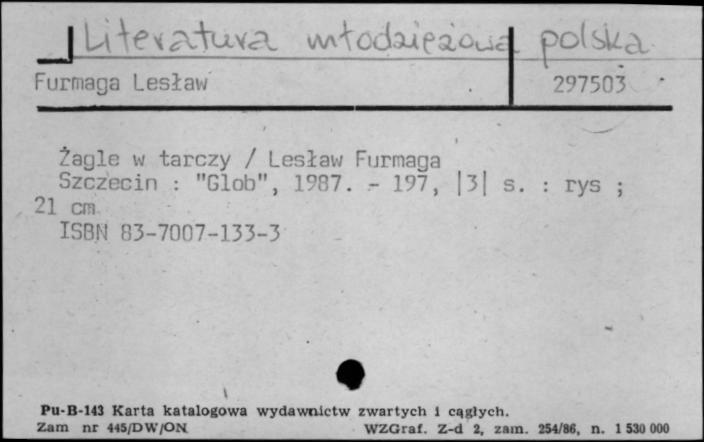 Literatura młodzieżowa polska
Furmaga Lesław 297503
Żagle w tarczy / Lesław Furmaga
Szczecin : "Glob", 1987. - 197, |3| s. : rys ;
21 cm
ISBN 83-7007-133-3
Pu-B-143 Karta katalogowa wydawnictw zwartych i ciągłych.
Zam nr 445/DW/ON WZGraf. Z-d 2, zam. 254/86, n. 1 530 000